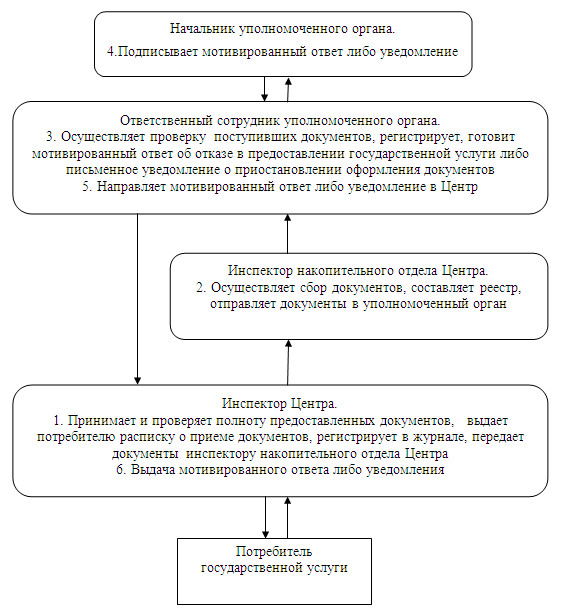 Начальник уполномоченного органа.
4.Подписывает мотивированный ответ либо уведомление
Ответственный сотрудник уполномоченного органа.
3. Осуществляет проверку поступивших документов, регистрирует, готовит
мотивированный ответ об отказе в предоставлении государственной услуги либо
письменное уведомление о приостановлении оформления документов
5. Направляет мотивированный ответ либо уведомление в Центр
Инспектор накопительного отдела Центра.
2. Осуществляет сбор документов, составляет реестр,
отправляет документы в уполномоченный орган
Инспектор Центра.
1. Принимает и проверяет полноту предоставленных документов, выдает
потребителю расписку о приеме документов, регистрирует в журнале, передает
документы инспектору накопительного отдела Центра
6. Выдача мотивированного ответа либо уведомления
Потребитель
государственной услуги